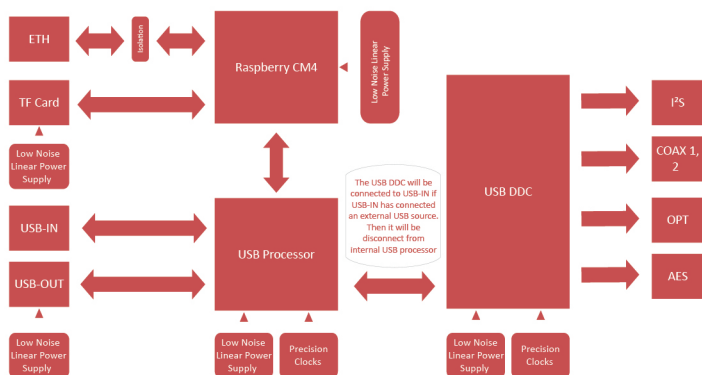 ETH
Isolation
Raspberry CM4
Low Noise Linear
Power Supply
TF Card
Low Noise
Linear Power
Supply
USB DDC
I²S
COAX 1,
2
OPT
AES
The USB DDC will be
connected to USB-IN if
USB-IN has connected
an external USB source.
Then it will be
disconnect from
internal USB processor
USB-IN
USB-OUT
USB Processor
Low Noise
Linear Power
Supply
Low Noise
Linear Power
Supply
Precision
Clocks
Low Noise
Linear Power
Supply
Precision
Clocks